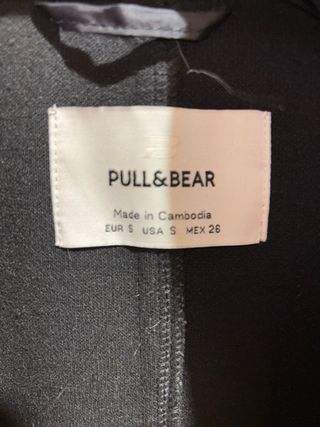 PULL&BEAR
Made in Cambodia
EUR S USA S MEX 26